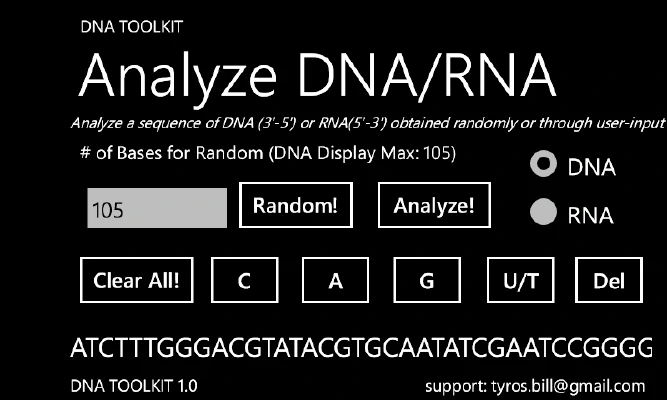 DNA TOOLKIT
Analyze DNA/RNA
Analyze a sequence of DNA (3'-5') or RNA(5'-3') obtained randomly or through user-input
# of Bases for Random (DNA Display Max: 105)
DNA
105
Random!
Analyze!
RNA
Clear All!
C
A
G
U/T
Del
ATCTTTGGGACGTATACGTGCAATATCGAATCCGGGG
DNA TOOLKIT 1.0
support: tyros.bill@gmail.com